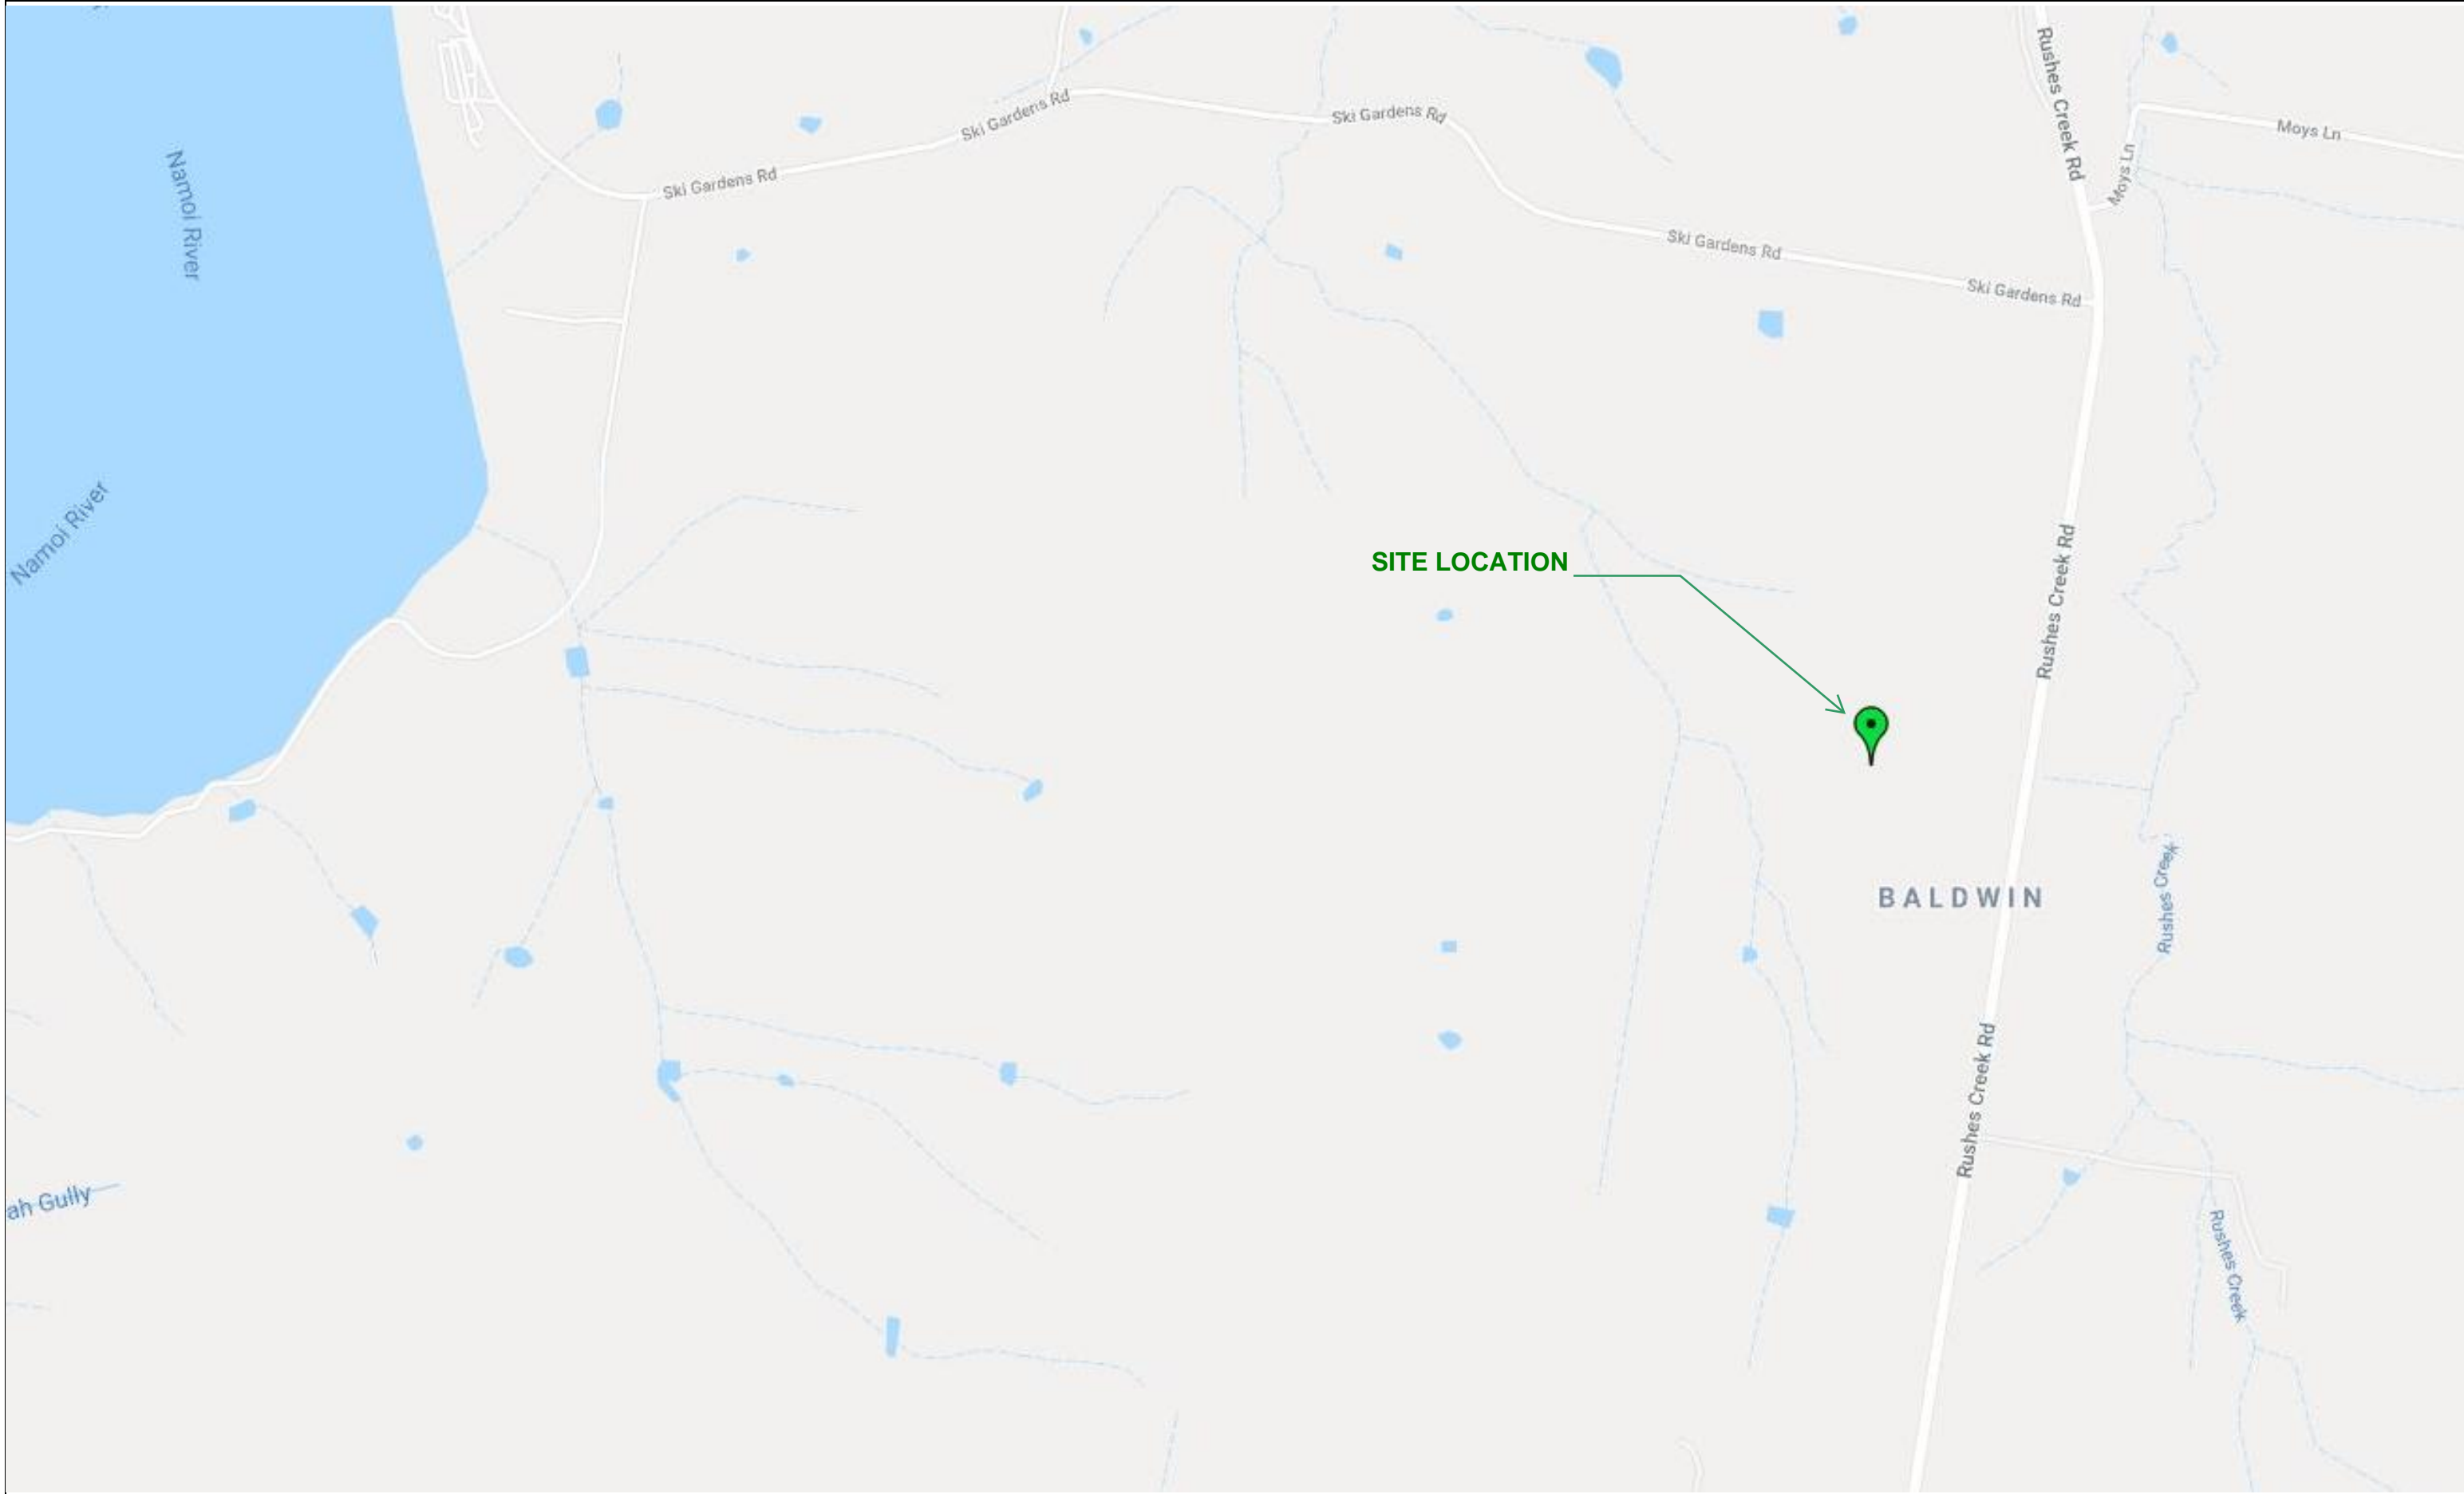 Rushes Creek Rd
Ski Gardens Rd
Ski Gardens Rd
Moys Ln
Moys Ln
Ski Gardens Rd
Namoi River
Ski Gardens Rd
Ski Gardens Rd
Namoi River
SITE LOCATION
Rushes Creek Rd
BALDWIN
Rushes Creek
Rushes Creek Rd
ah Gully
Rushes Creek